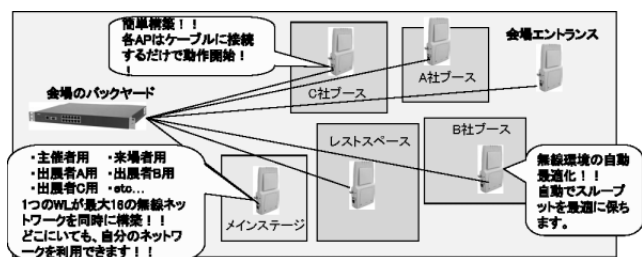 簡単構築！！
各APはケーブルに接続
するだけで動作開始！
！
C社ブース
A社ブース
会場エントランス
会場のバックヤード
・主催者用 ・来場者用
・出展者A用 ・出展者B用
・出展者C用 ・etc...
1つのWLが最大16の無線ネッ
トワークを同時に構築！！
どこにいても、自分のネットワ
ークを利用できます！！
メインステージ
レストスペース
B社ブース
無線環境の自動
最適化！！
自動でスループ
ットを最適に保ち
ます。